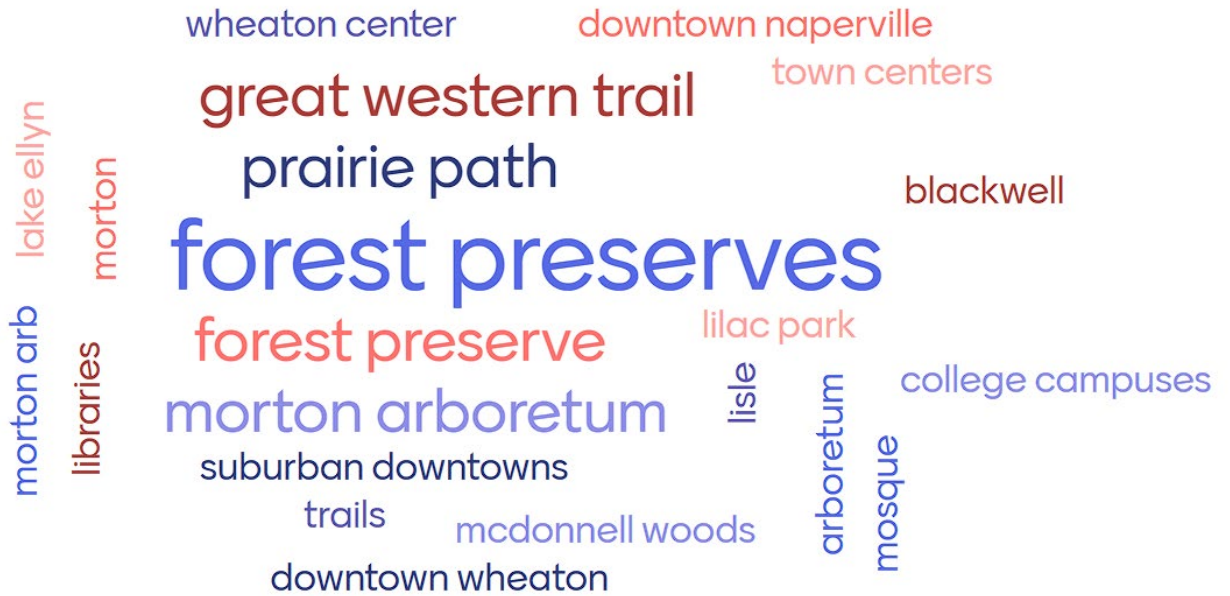 wheaton center
downtown naperville
town centers
great western trail
lake ellyn
morton
prairie path
blackwell
forest preserves
morton arb
libraries
forest preserve
lilac park
morton arboretum
lisle
arboretum
college campuses
mosque
suburban downtowns
trails
mcdonnell woods
downtown wheaton